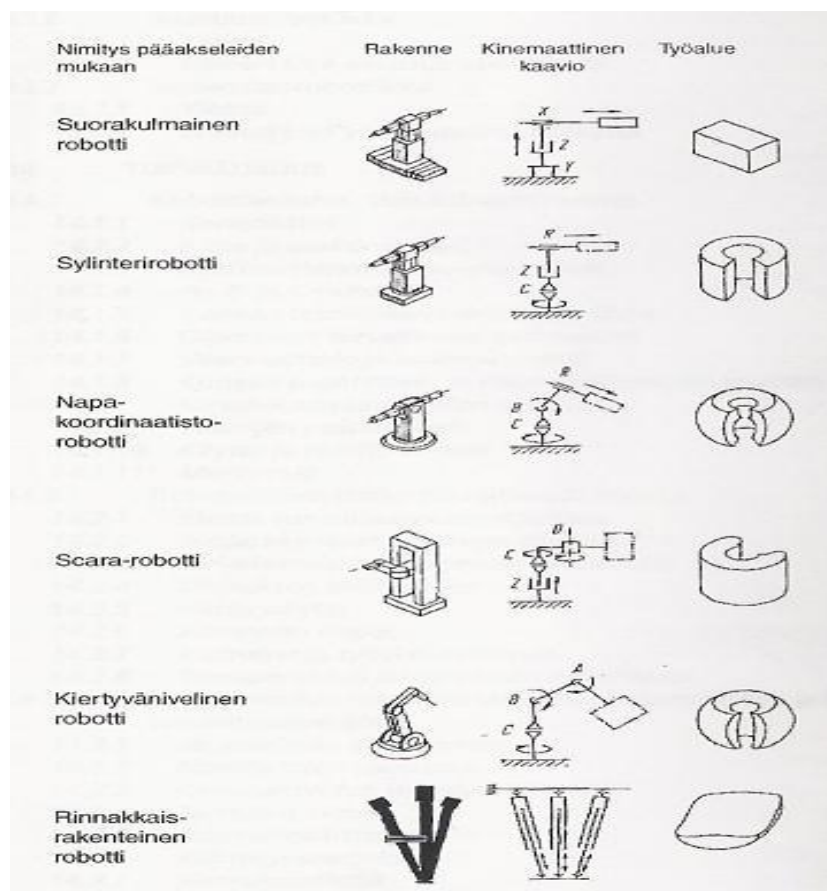 Nimitys pääakseleiden mukaan
Rakenne
Kinemaattinen kaavio
Työalue
Suorakulmainen robotti
X
Z
Y
Sylinterirobotti
R
Z
C
Napa-
koordinaatisto-
robotti
R
B
C
Scara-robotti
D
C
Z
Kiertyvänivelinen
robotti
A
B
C
Rinnakkais-
rakenteinen
robotti